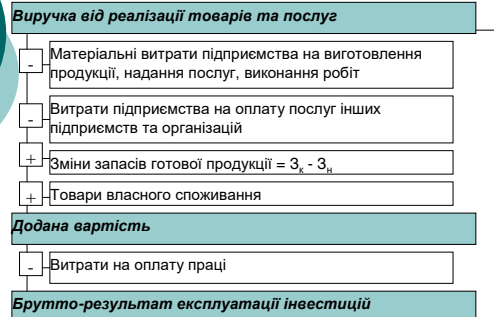 Виручка від реалізації товарів та послуг
- Матеріальні витрати підприємства на виготовлення
продукції, надання послуг, виконання робіт
- Витрати підприємства на оплату послуг інших
підприємств та організацій
+ Зміни запасів готової продукції = Зк - Зн
+ Товари власного споживання
Додана вартість
- Витрати на оплату праці
Брутто-результат експлуатації інвестицій